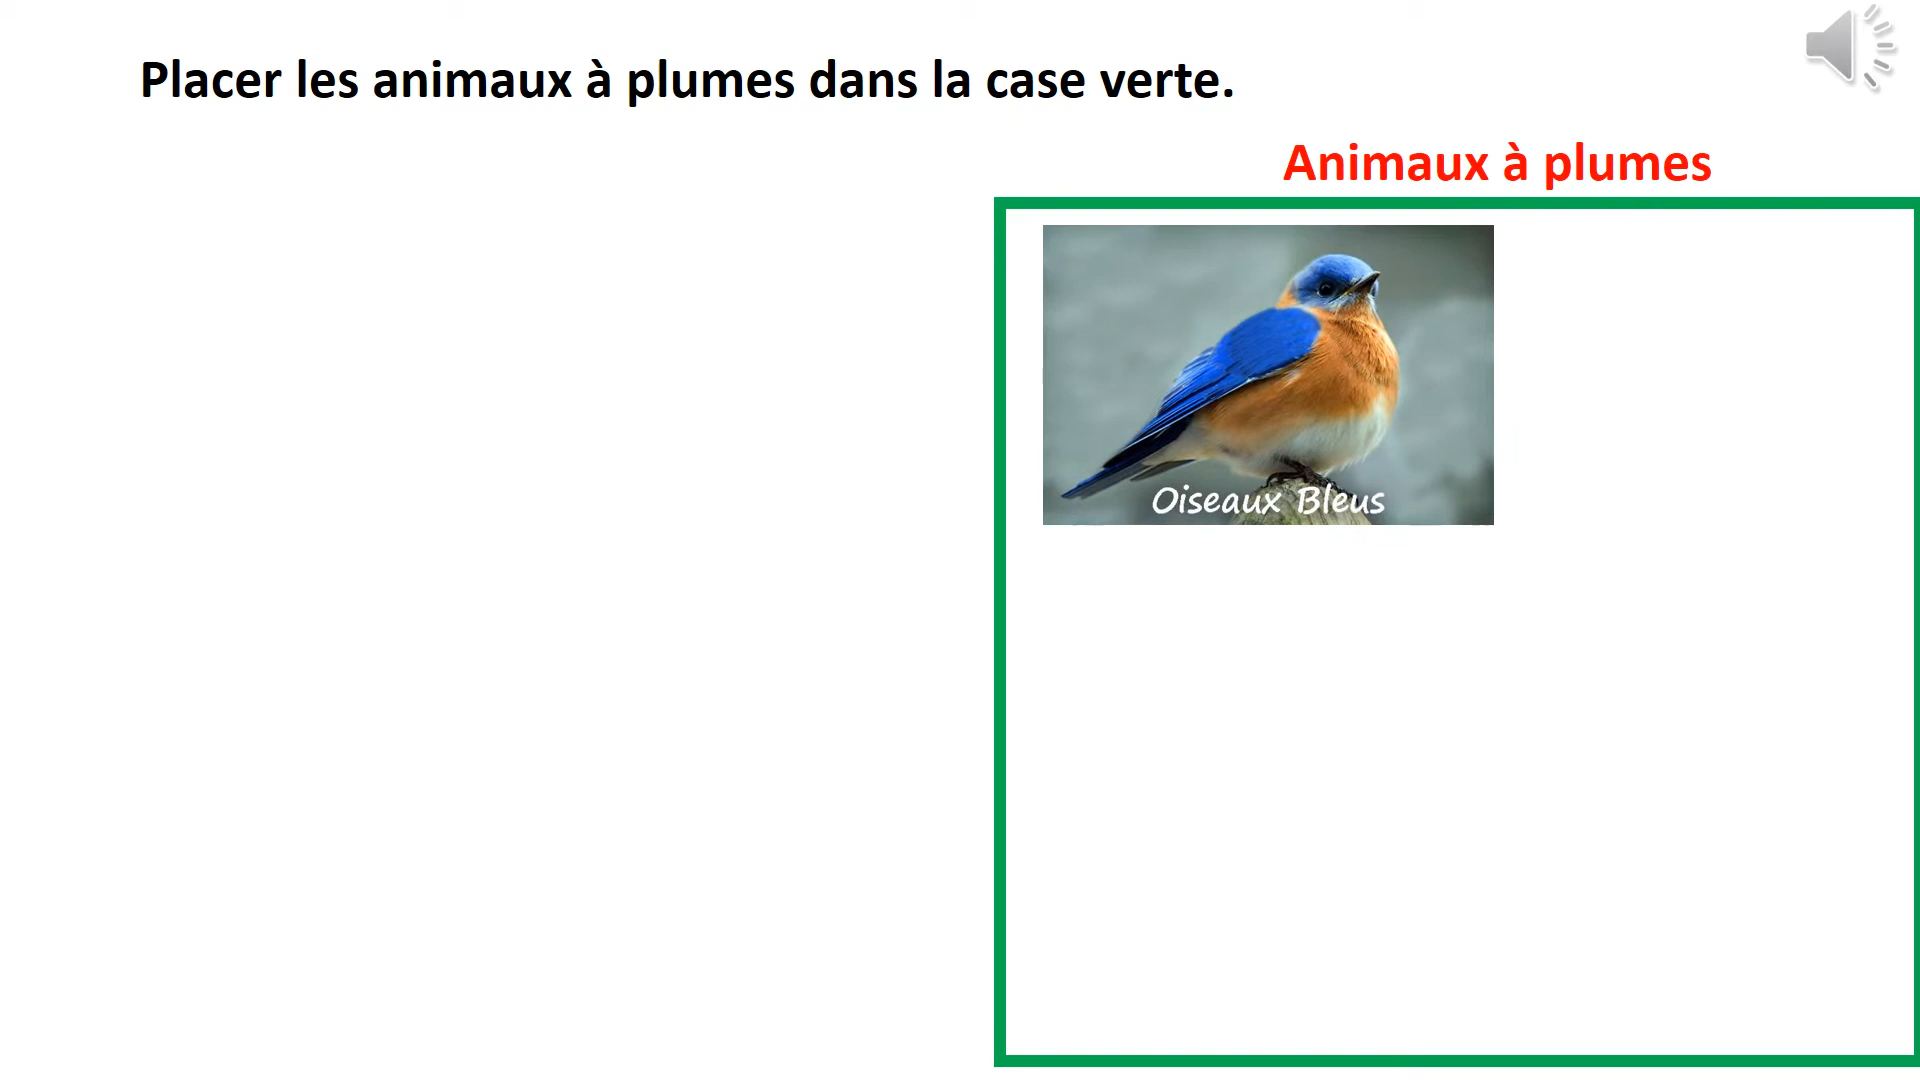 Placer les animaux à plumes dans la case verte.
Animaux à plumes
Oiseaux Bleus